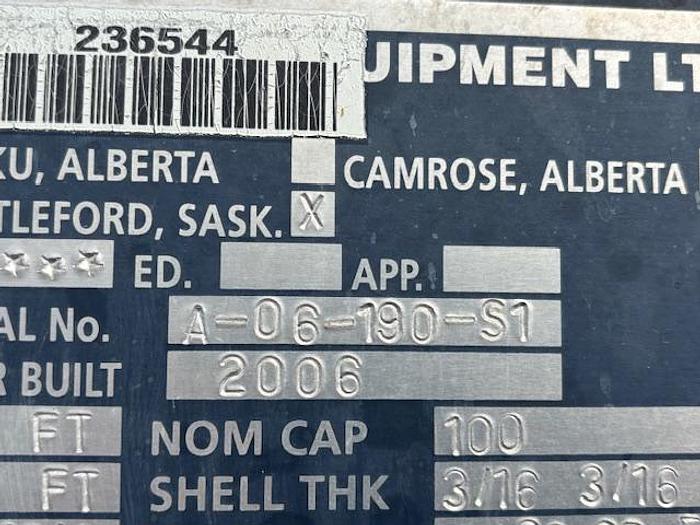 236544
UIPMENT LT
KU, ALBERTA CAMROSE, ALBERTA
TLEFORD, SASK. X
*** ED. APP.
AL No. A-06-190-S1
R BUILT 2006
FT NOM CAP 100
FT SHELL THK 3/16 3/16